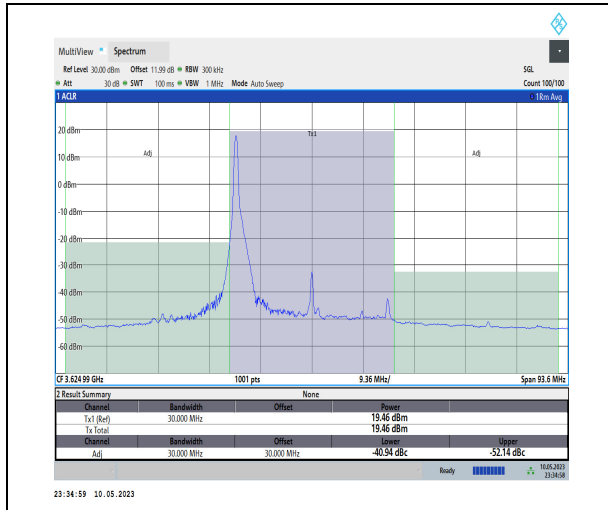 MultiView Spectrum
Ref Level 30.00 dBm Offset 11.99 dB RBW 300 kHz SGL
Att 30 dB SWT 100 ms VBW 1 MHz Mode Auto Sweep Count 100/100
1 ACLR 1Rm Avg
Tx1
20 dBm
Adj Adj
10 dBm
0 dBm
-10 dBm
-20 dBm
-30 dBm
-40 dBm
-50 dBm
-60 dBm
CF 3.624 99 GHz 1001 pts 9.36 MHz/ Span 93.6 MHz
2 Result Summary None
Channel Bandwidth Offset Power
Tx1 (Ref) 30.000 MHz 19.46 dBm
Tx Total 19.46 dBm
Channel Bandwidth Offset Lower Upper
Adj 30.000 MHz 30.000 MHz -40.94 dBc -52.14 dBc
Ready 10.05.2023
23:34:58
23:34:59 10.05.2023